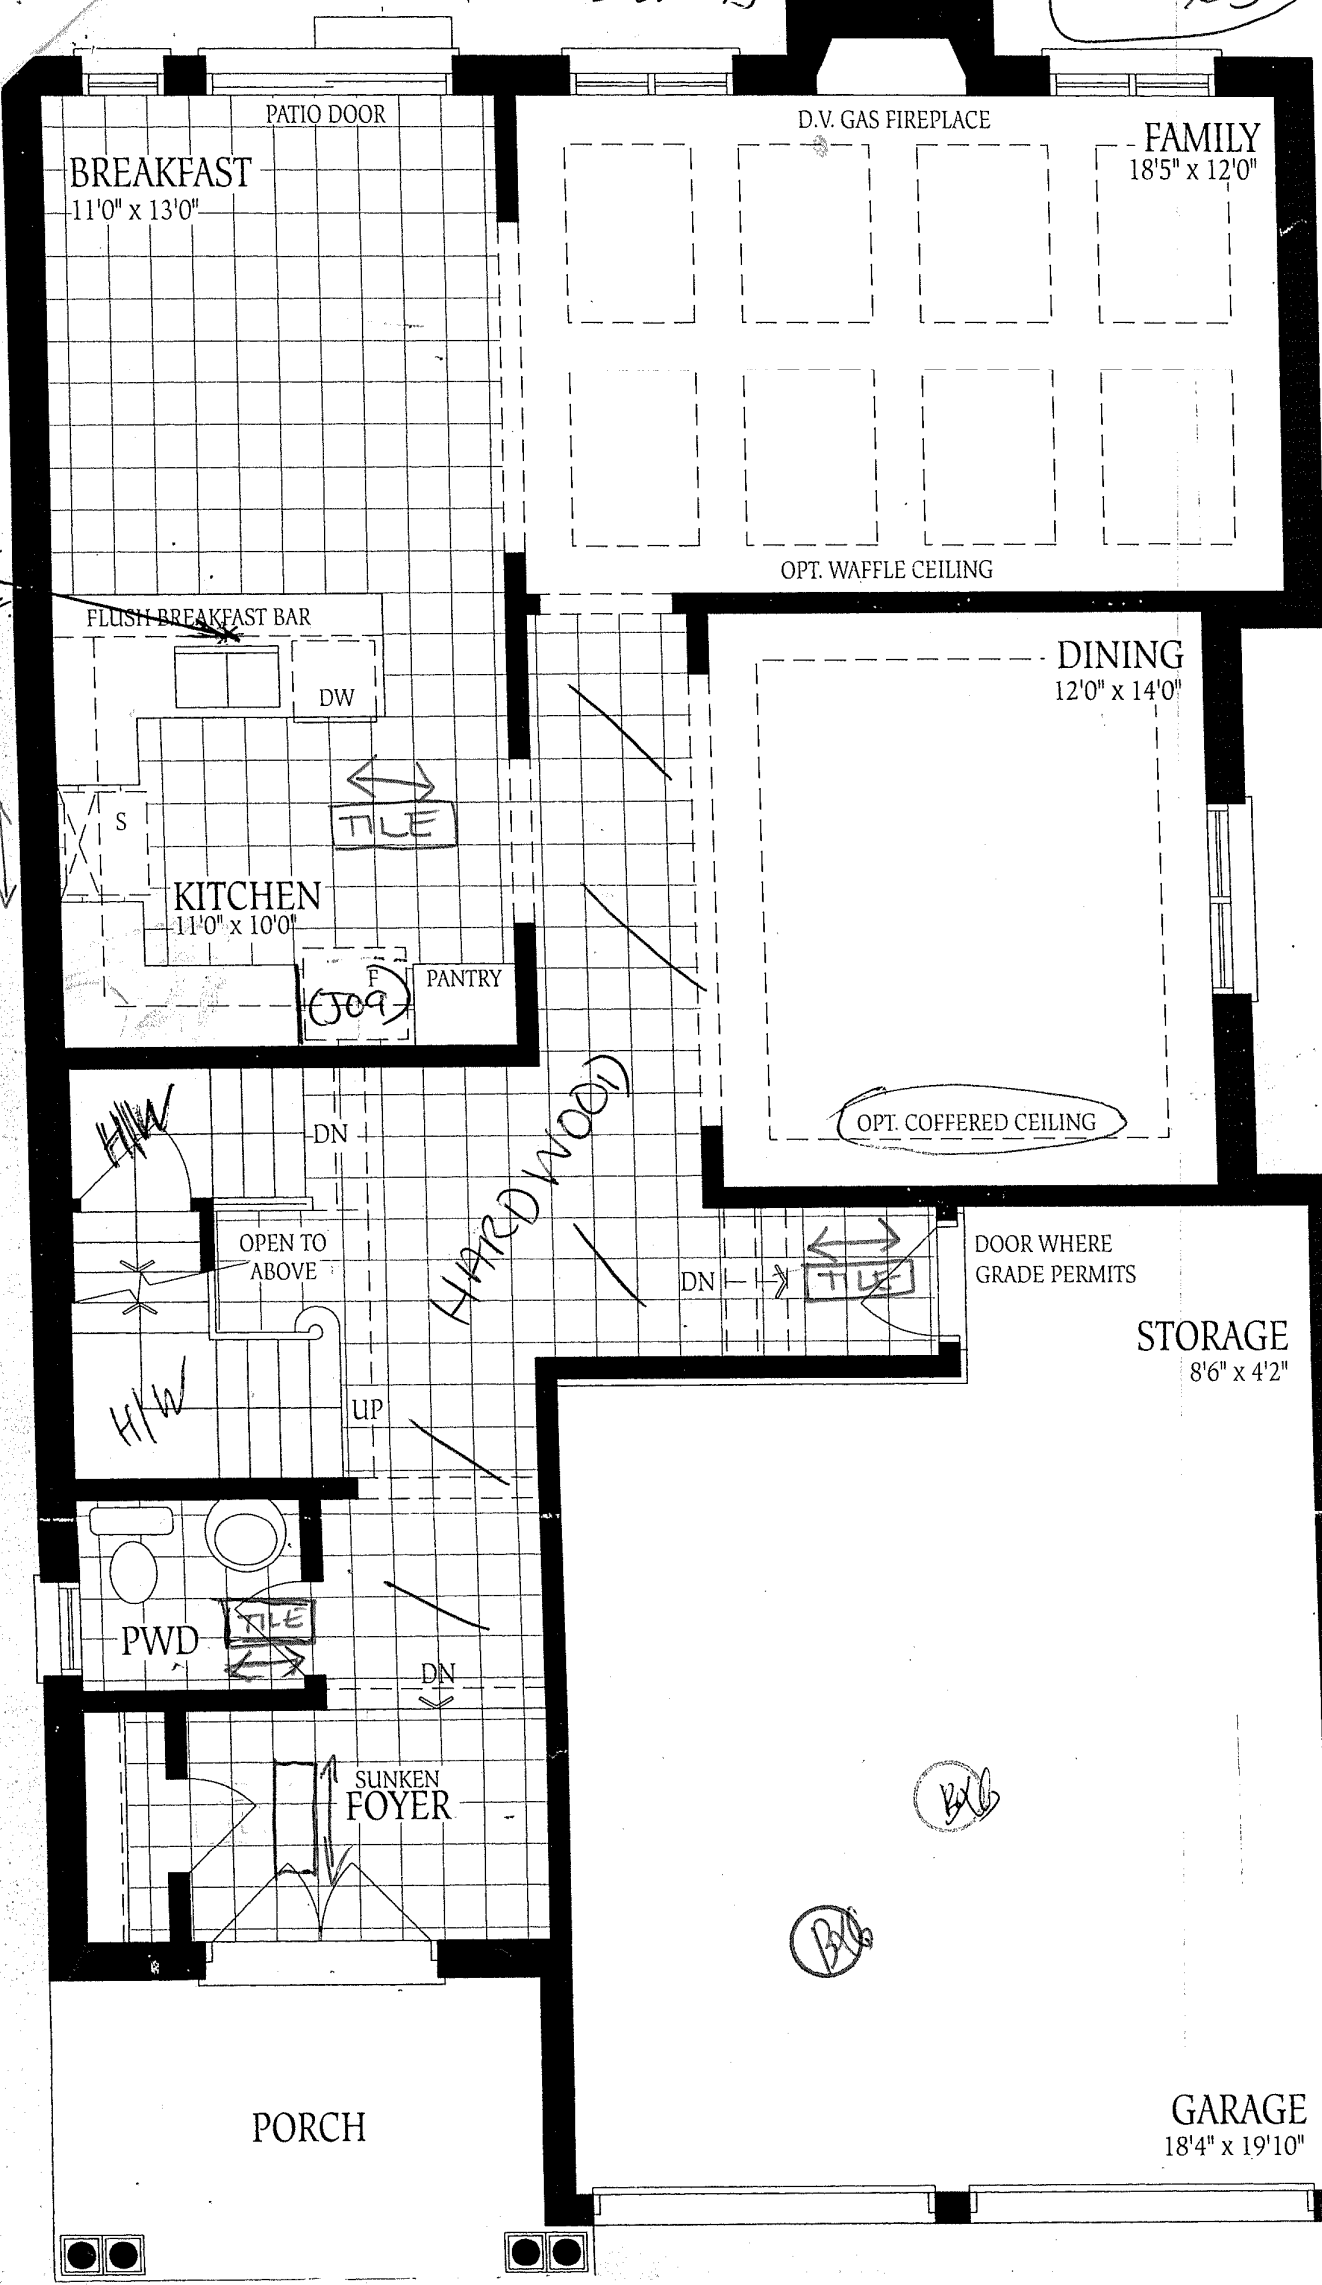 PATIO DOOR
D.V. GAS FIREPLACE
FAMILY
18'5" x 12'0"
BREAKFAST
11'0" x 13'0"
OPT. WAFFLE CEILING
FLUSH BREAKFAST BAR
DW
DINING
12'0" x 14'0"
TILE
S
KITCHEN
11'0" x 10'0"
F
PANTRY
(J09)
HARDWOOD
H/W
DN
OPT. COFFERED CEILING
OPEN TO
ABOVE
DN
TILE
DOOR WHERE
GRADE PERMITS
STORAGE
8'6" x 4'2"
H/W
UP
TILE
PWD
DN
SUNKEN
FOYER
PORCH
GARAGE
18'4" x 19'10"